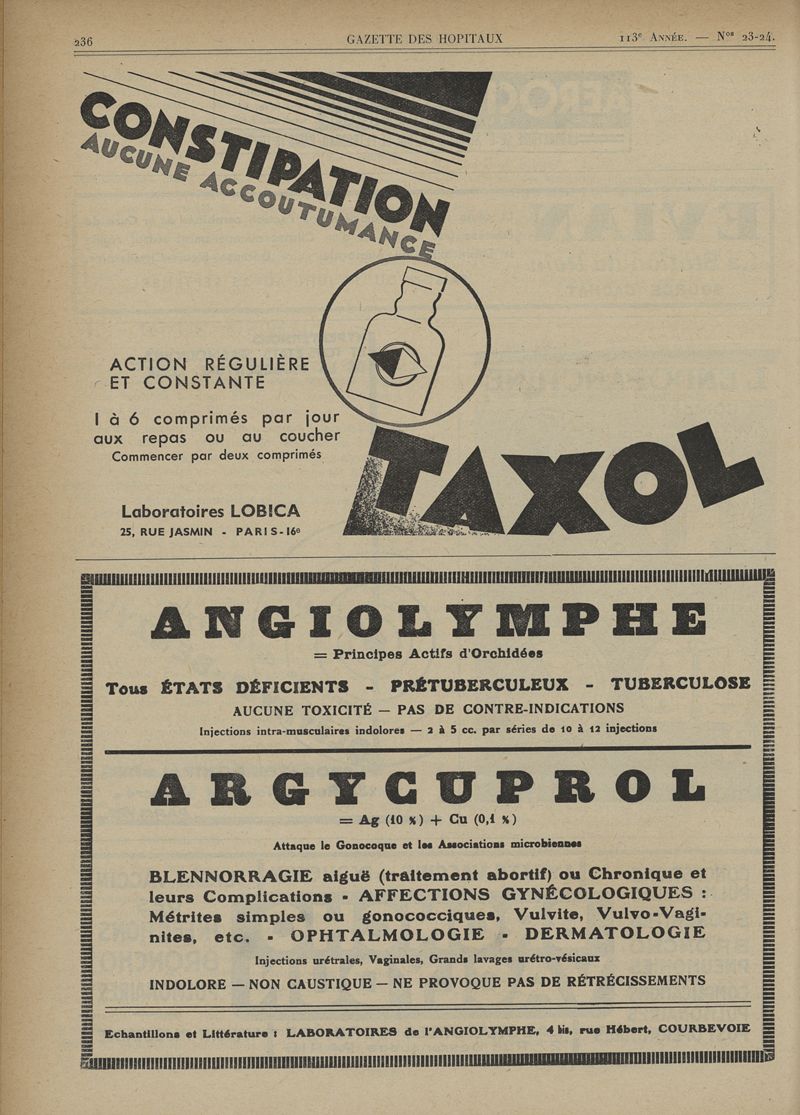 236
GAZETTE DES HOPITAUX
113e ANNÉE. — Nos 23-24.
CONSTIPATION
AUCUNE ACCOUTUMANCE
ACTION RÉGULIÈRE
ET CONSTANTE
1 à 6 comprimés par jour
aux repas ou au coucher
Commencer par deux comprimés
TAXOL
Laboratoires LOBICA
25, RUE JASMIN - PARIS-16e
ANGIOLYMPHE
= Principes Actifs d'Orchidées
Tous ÉTATS DÉFICIENTS - PRÉTUBERCULEUX - TUBERCULOSE
AUCUNE TOXICITÉ — PAS DE CONTRE-INDICATIONS
Injections intra-musculaires indolores — 2 à 5 cc. par séries de 10 à 12 injections
ARGYCUPROL
= Ag (10 %) + Cu (0,1 %)
Attaque le Gonocoque et les Associations microbiennes
BLENNORRAGIE aiguë (traitement abortif) ou Chronique et
leurs Complications - AFFECTIONS GYNÉCOLOGIQUES :
Métrites simples ou gonococciques, Vulvite, Vulvo-Vagi-
nites, etc. - OPHTALMOLOGIE - DERMATOLOGIE
Injections urétrales, Vaginales, Grands lavages urétro-vésicaux
INDOLORE — NON CAUSTIQUE — NE PROVOQUE PAS DE RÉTRÉCISSEMENTS
Echantillons et Littérature : LABORATOIRES de l'ANGIOLYMPHE, 4 bis, rue Hébert, COURBEVOIE